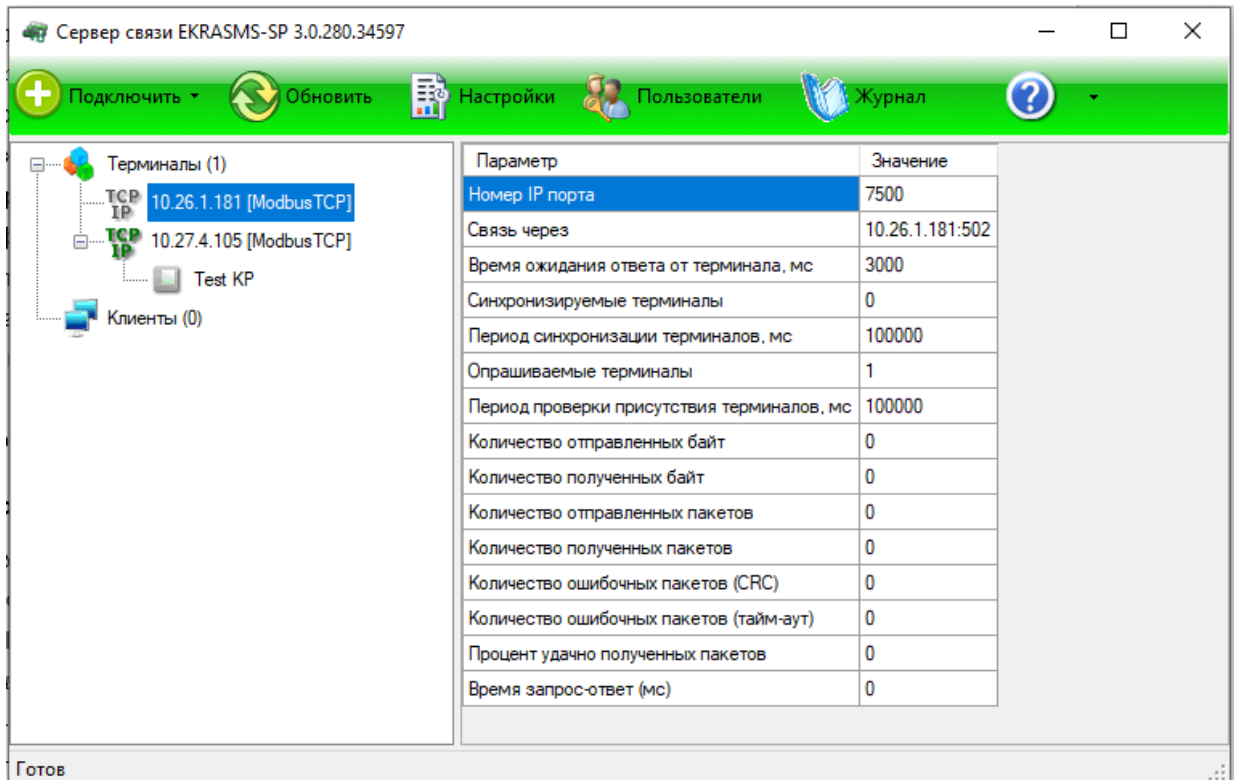 Сервер связи EKRASMS-SP 3.0.280.34597
Подключить Обновить Настройки Пользователи Журнал
Терминалы (1)
TCP IP 10.26.1.181 [ModbusTCP]
TCP IP 10.27.4.105 [ModbusTCP]
Test KP
Клиенты (0)
Параметр Значение
Номер IP порта 7500
Связь через 10.26.1.181:502
Время ожидания ответа от терминала, мс 3000
Синхронизируемые терминалы 0
Период синхронизации терминалов, мс 100000
Опрашиваемые терминалы 1
Период проверки присутствия терминалов, мс 100000
Количество отправленных байт 0
Количество полученных байт 0
Количество отправленных пакетов 0
Количество полученных пакетов 0
Количество ошибочных пакетов (CRC) 0
Количество ошибочных пакетов (тайм-аут) 0
Процент удачно полученных пакетов 0
Время запрос-ответ (мс) 0
Готов